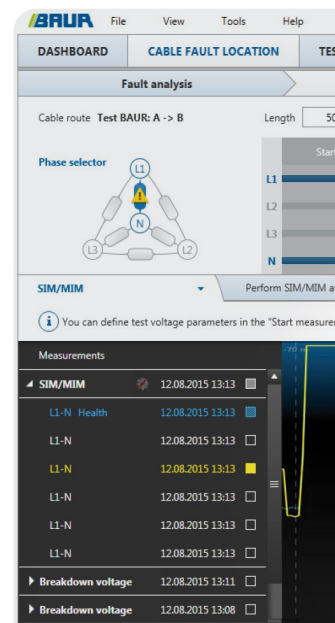 BAUR File View Tools Help
DASHBOARD CABLE FAULT LOCATION
Fault analysis
Cable route Test BAUR: A -> B Length
Phase selector
L1
N
L3 L2
L1
L2
L3
N
SIM/MIM Perform SIM/MIM
You can define test voltage parameters in the "Start
Measurements -70
SIM/MIM 12.08.2015 13:13
L1-N Health 12.08.2015 13:13
L1-N 12.08.2015 13:13
L1-N 12.08.2015 13:13
L1-N 12.08.2015 13:13
L1-N 12.08.2015 13:13
L1-N 12.08.2015 13:13
Breakdown voltage 12.08.2015 13:11
Breakdown voltage 12.08.2015 13:08